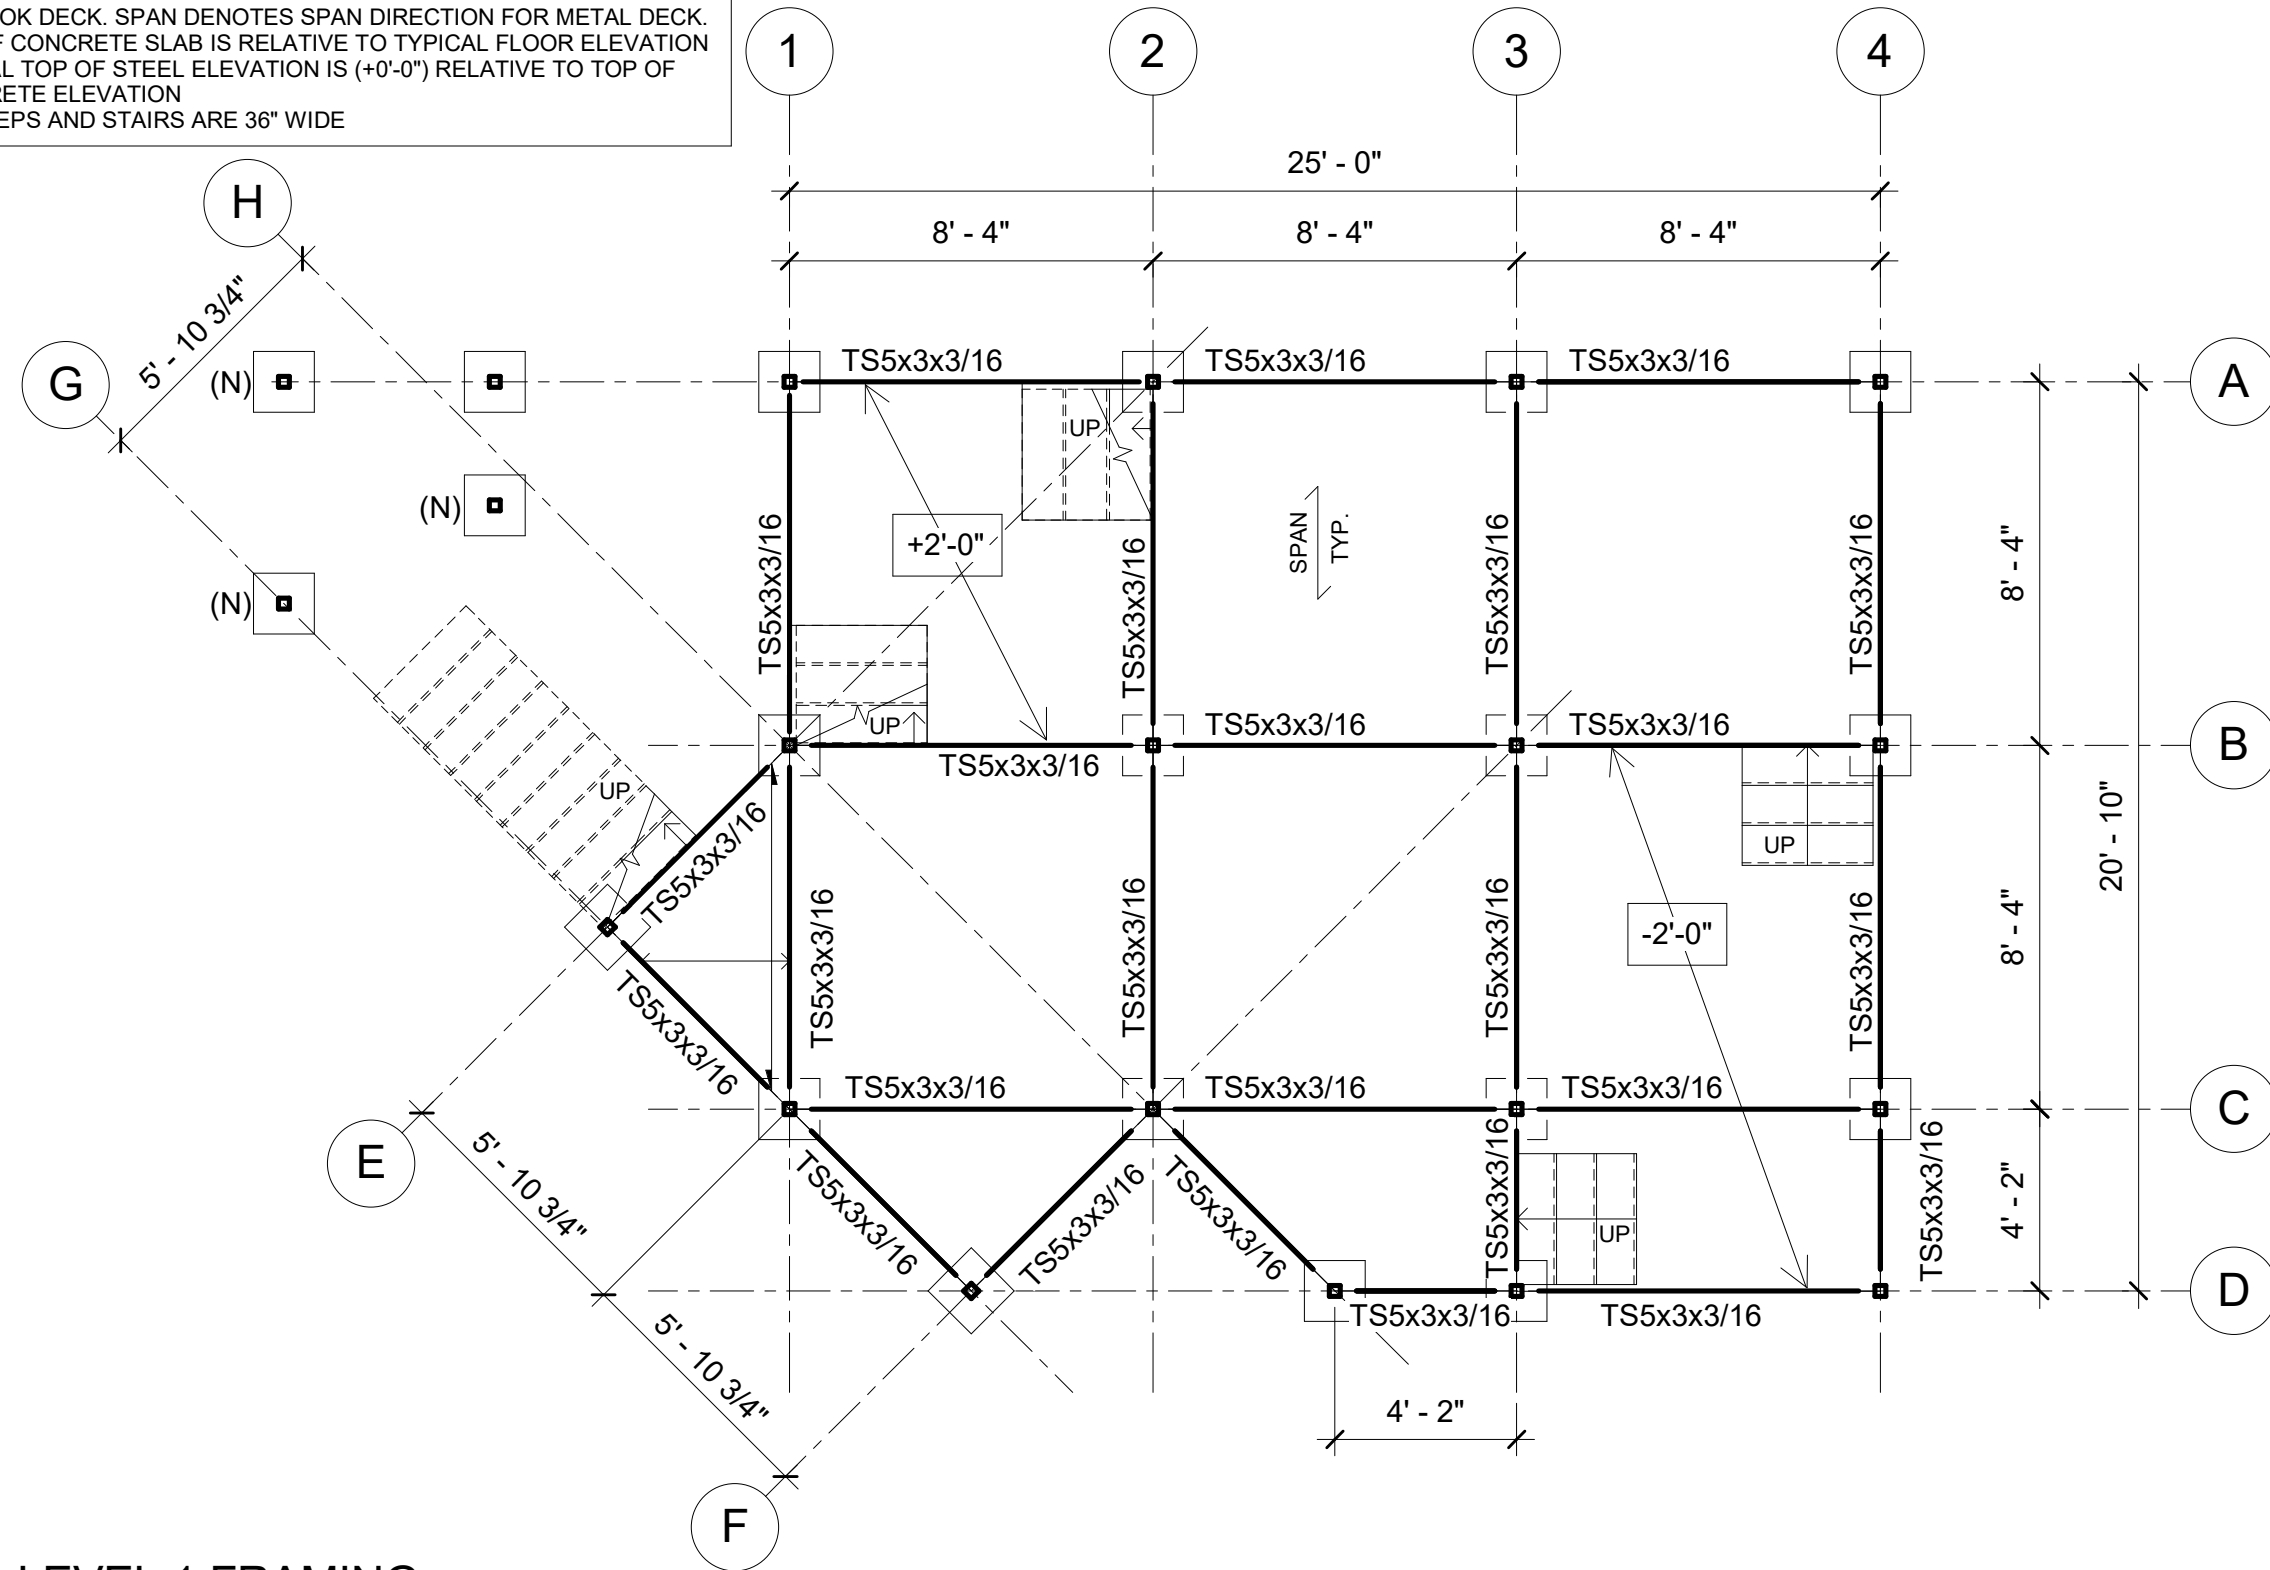 OK DECK. SPAN DENOTES SPAN DIRECTION FOR METAL DECK.
CONCRETE SLAB IS RELATIVE TO TYPICAL FLOOR ELEVATION
TOP OF STEEL ELEVATION IS (+0'-0") RELATIVE TO TOP OF
RETE ELEVATION
EPS AND STAIRS ARE 36" WIDE
1
2
3
4
25' - 0"
8' - 4"
8' - 4"
8' - 4"
H
5' - 10 3/4"
G
(N)
(N)
(N)
TS5x3x3/16
TS5x3x3/16
TS5x3x3/16
A
UP
+2'-0"
SPAN
TYP.
TS5x3x3/16
TS5x3x3/16
TS5x3x3/16
TS5x3x3/16
8' - 4"
UP
TS5x3x3/16
TS5x3x3/16
TS5x3x3/16
B
UP
TS5x3x3/16
UP
20' - 10"
TS5x3x3/16
TS5x3x3/16
TS5x3x3/16
TS5x3x3/16
-2'-0"
TS5x3x3/16
8' - 4"
TS5x3x3/16
TS5x3x3/16
TS5x3x3/16
C
E
5' - 10 3/4"
TS5x3x3/16
TS5x3x3/16
TS5x3x3/16
TS5x3x3/16
UP
TS5x3x3/16
4' - 2"
TS5x3x3/16
TS5x3x3/16
D
5' - 10 3/4"
4' - 2"
F
LEVEL 1 FRAMING